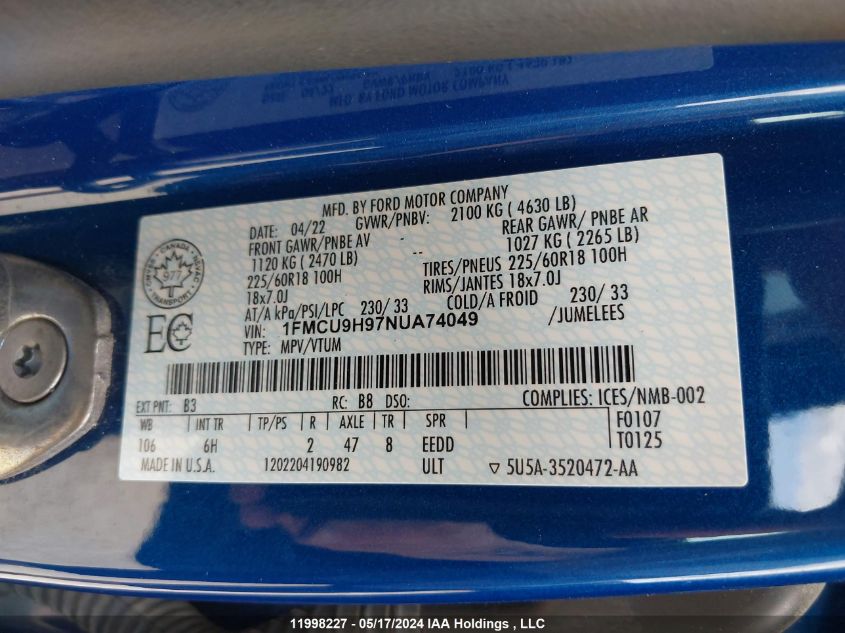 MFD. BY FORD MOTOR COMPANY
DATE: 04/22 GVWR/PNBV: 2100 KG ( 4630 LB)
FRONT GAWR/PNBE AV - REAR GAWR/ PNBE AR
1120 KG ( 2470 LB) -- 1027 KG ( 2265 LB)
225/60R18 100H TIRES/PNEUS 225/60R18 100H
18x7.0J RIMS/JANTES 18x7.0J
AT/A kPa/PSI/LPC 230/ 33 COLD/A FROID 230/ 33
VIN: 1FMCU9H97NUA74049 /JUMELEES
TYPE: MPV/VTUM
CANADA
977
TRANSPORT
EC
EXT PNT: B3 RC: B8 DSO: COMPLIES: ICES/NMB-002
WB INT TR TP/PS R AXLE TR SPR F0107
106 6H 2 47 8 EEDD T0125
MADE IN U.S.A. 1202204190982 ULT ▽ 5U5A-3520472-AA
11998227 - 05/17/2024 IAA Holdings , LLC